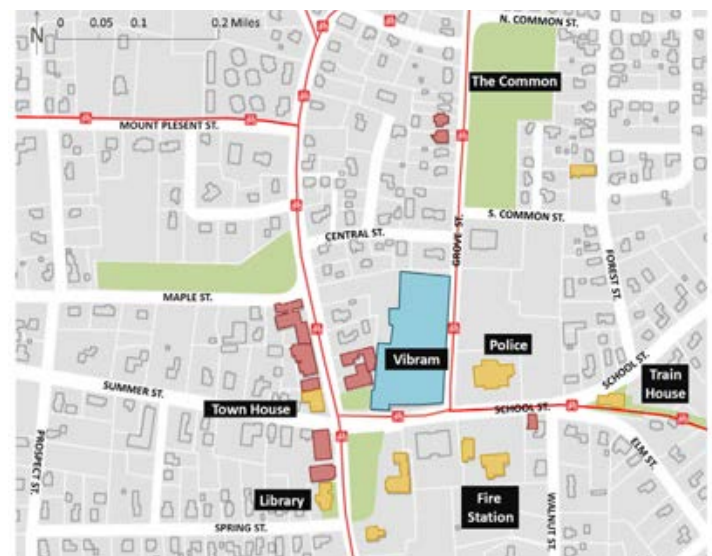 N
0 0.05 0.1 0.2 Miles
N. COMMON ST.
The Common
MOUNT PLESENT ST.
S. COMMON ST.
CENTRAL ST.
GROVE ST.
FOREST ST.
MAPLE ST.
Police
Vibram
SCHOOL ST.
Train
House
SUMMER ST.
Town House
SCHOOL ST.
PROSPECT ST.
ELM ST.
Library
Fire
Station
WALNUT ST.
SPRING ST.